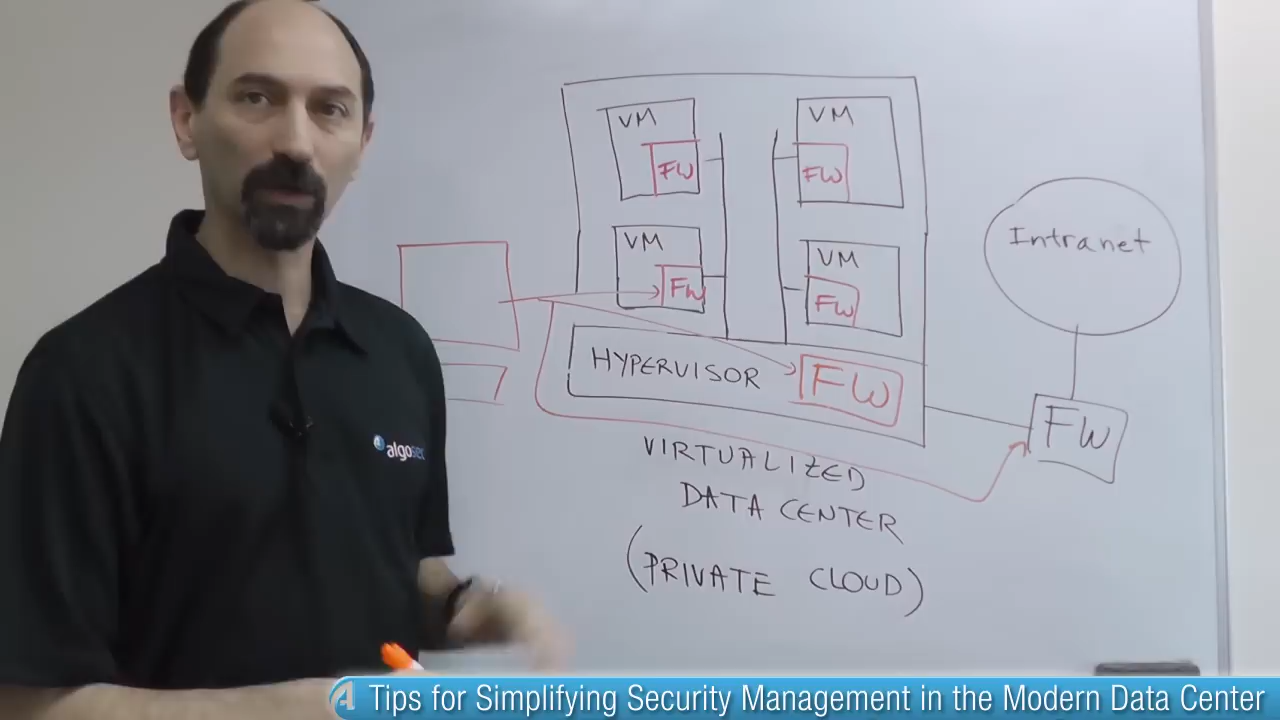 VM
FW
VM
FW
VM
FW
VM
FW
HYPERVISOR
FW
Intranet
FW
VIRTUALIZED
DATA CENTER
(PRIVATE CLOUD)
algosec
Tips for Simplifying Security Management in the Modern Data Center